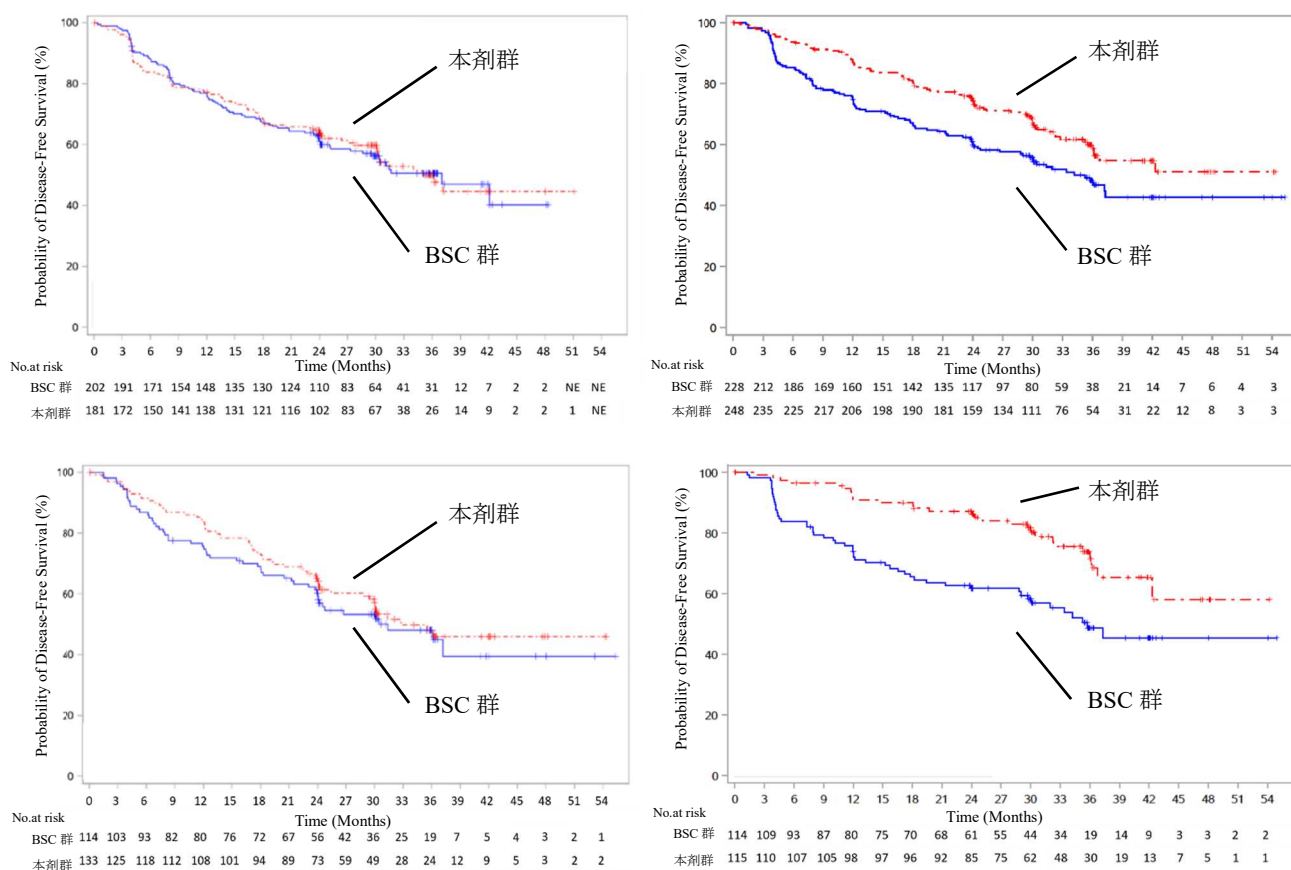 Probability of Disease-Free Survival (%)
100
80
60
40
20
0
本剤群
BSC 群
0 3 6 9 12 15 18 21 24 27 30 33 36 39 42 45 48 51 54
Time (Months)
No.at risk
BSC 群 202 191 171 154 148 135 130 124 110 83 64 41 31 12 7 2 2 NE NE
本剤群 181 172 150 141 138 131 121 116 102 83 67 38 26 14 9 2 2 1 NE
Probability of Disease-Free Survival (%)
100
80
60
40
20
0
本剤群
BSC 群
0 3 6 9 12 15 18 21 24 27 30 33 36 39 42 45 48 51 54
Time (Months)
No.at risk
BSC 群 228 212 186 169 160 151 142 135 117 97 80 59 38 21 14 7 6 4 3
本剤群 248 235 225 217 206 198 190 181 159 134 111 76 54 31 22 12 8 3 3
Probability of Disease-Free Survival (%)
100
80
60
40
20
0
本剤群
BSC 群
0 3 6 9 12 15 18 21 24 27 30 33 36 39 42 45 48 51 54
Time (Months)
No.at risk
BSC 群 114 103 93 82 80 76 72 67 56 42 36 25 19 7 5 4 3 2 1
本剤群 133 125 118 112 108 101 94 89 73 59 49 28 24 12 9 5 3 2 2
Probability of Disease-Free Survival (%)
100
80
60
40
20
0
本剤群
BSC 群
0 3 6 9 12 15 18 21 24 27 30 33 36 39 42 45 48 51 54
Time (Months)
No.at risk
BSC 群 114 109 93 87 80 75 70 68 61 55 44 34 19 14 9 3 3 2 2
本剤群 115 110 107 105 98 97 96 92 85 75 62 48 30 19 13 7 5 1 1